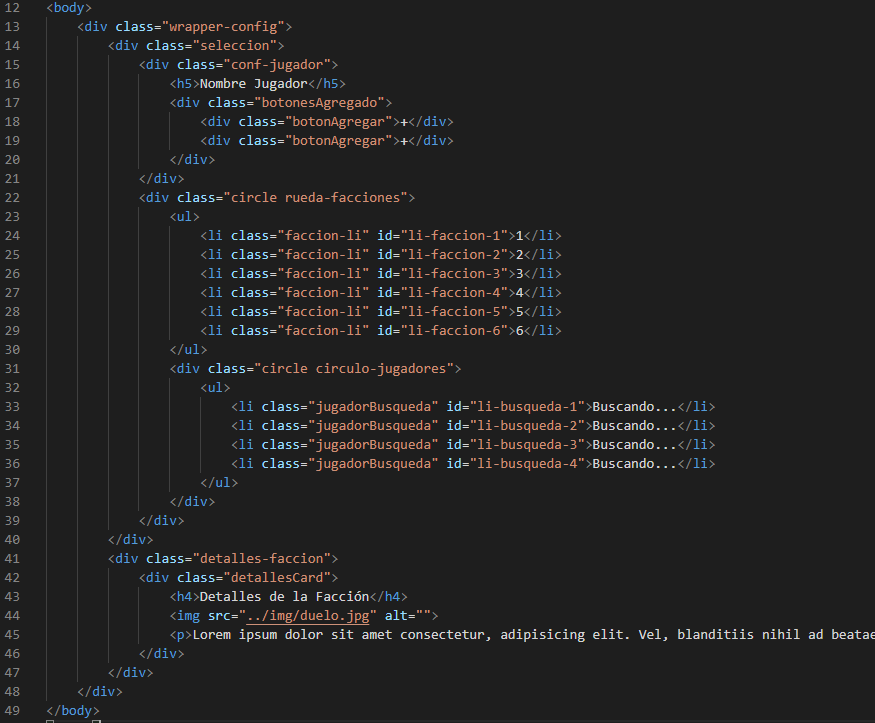 12 <body>
13     <div class="wrapper-config">
14         <div class="seleccion">
15             <div class="conf-jugador">
16                 <h5>Nombre Jugador</h5>
17                 <div class="botonesAgregado">
18                     <div class="botonAgregar">+</div>
19                     <div class="botonAgregar">+</div>
20                 </div>
21             </div>
22             <div class="circle rueda-facciones">
23                 <ul>
24                     <li class="faccion-li" id="li-faccion-1">1</li>
25                     <li class="faccion-li" id="li-faccion-2">2</li>
26                     <li class="faccion-li" id="li-faccion-3">3</li>
27                     <li class="faccion-li" id="li-faccion-4">4</li>
28                     <li class="faccion-li" id="li-faccion-5">5</li>
29                     <li class="faccion-li" id="li-faccion-6">6</li>
30                 </ul>
31                 <div class="circle circulo-jugadores">
32                     <ul>
33                         <li class="jugadorBusqueda" id="li-busqueda-1">Buscando...</li>
34                         <li class="jugadorBusqueda" id="li-busqueda-2">Buscando...</li>
35                         <li class="jugadorBusqueda" id="li-busqueda-3">Buscando...</li>
36                         <li class="jugadorBusqueda" id="li-busqueda-4">Buscando...</li>
37                     </ul>
38                 </div>
39             </div>
40         </div>
41         <div class="detalles-faccion">
42             <div class="detallesCard">
43                 <h4>Detalles de la Facción</h4>
44                 <img src="../img/duelo.jpg" alt="">
45                 <p>Lorem ipsum dolor sit amet consectetur, adipisicing elit. Vel, blanditiis nihil ad beatae
46             </div>
47         </div>
48     </div>
49 </body>